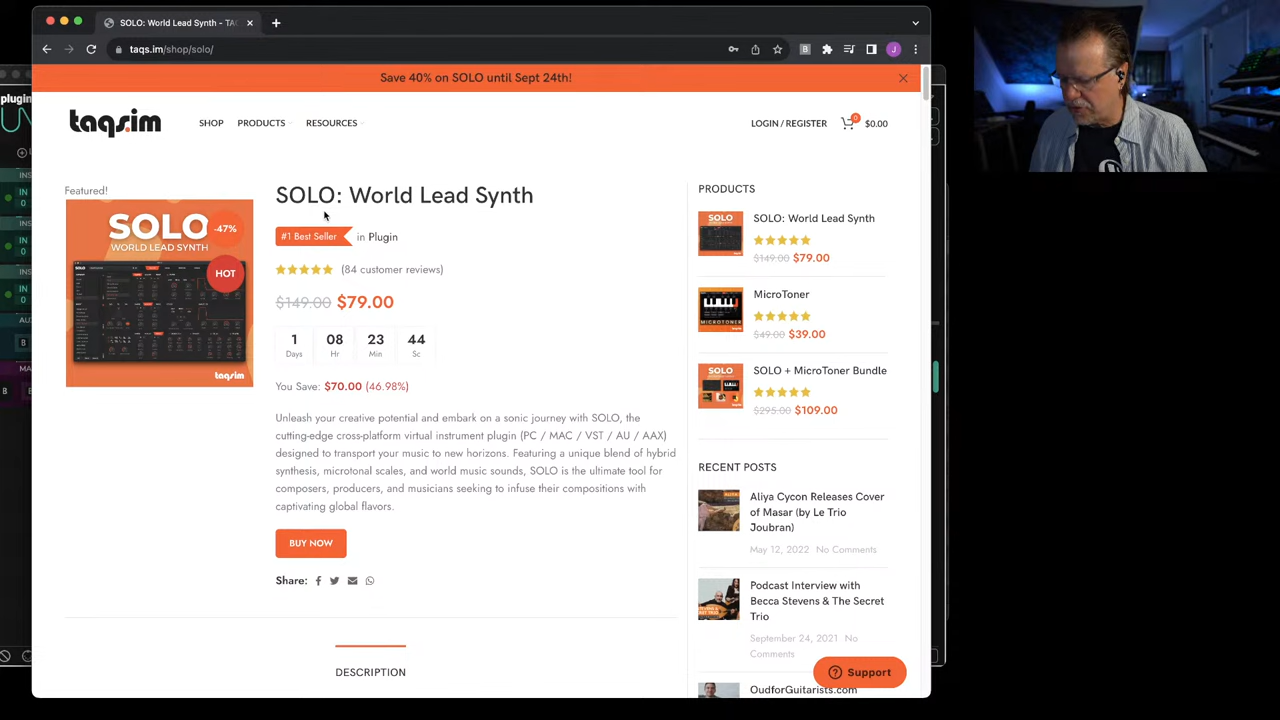 SOLO: World Lead Synth - TAQ
taqs.im/shop/solo/
J
Save 40% on SOLO until Sept 24th!
plugin
taqs.im
SHOP
PRODUCTS
RESOURCES
LOGIN / REGISTER
0
$0.00
Featured!
SOLO
WORLD LEAD SYNTH
-47%
HOT
taqsim
SOLO: World Lead Synth
#1 Best Seller
in Plugin
(84 customer reviews)
$149.00 $79.00
1 08 23 44
Days Hr Min Sc
You Save: $70.00 (46.98%)
Unleash your creative potential and embark on a sonic journey with SOLO, the
cutting-edge cross-platform virtual instrument plugin (PC / MAC / VST / AU / AAX)
designed to transport your music to new horizons. Featuring a unique blend of hybrid
synthesis, microtonal scales, and world music sounds, SOLO is the ultimate tool for
composers, producers, and musicians seeking to infuse their compositions with
captivating global flavors.
BUY NOW
Share:
DESCRIPTION
PRODUCTS
SOLO: World Lead Synth
$149.00 $79.00
MicroToner
$49.00 $39.00
SOLO + MicroToner Bundle
$295.00 $109.00
RECENT POSTS
Aliya Cycon Releases Cover
of Masar (by Le Trio
Joubran)
May 12, 2022 No Comments
Podcast Interview with
Becca Stevens & The Secret
Trio
September 24, 2021 No
Comments
OudforGuitarists.com
Support